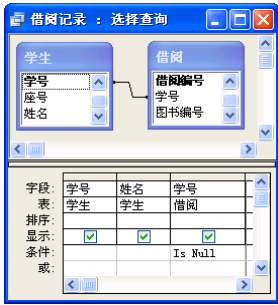 借阅记录 : 选择查询
学生
学号
座号
姓名
借阅
借阅编号
学号
图书编号
字段: 学号 姓名 学号
表: 学生 学生 借阅
排序:
显示:
条件: Is Null
或: